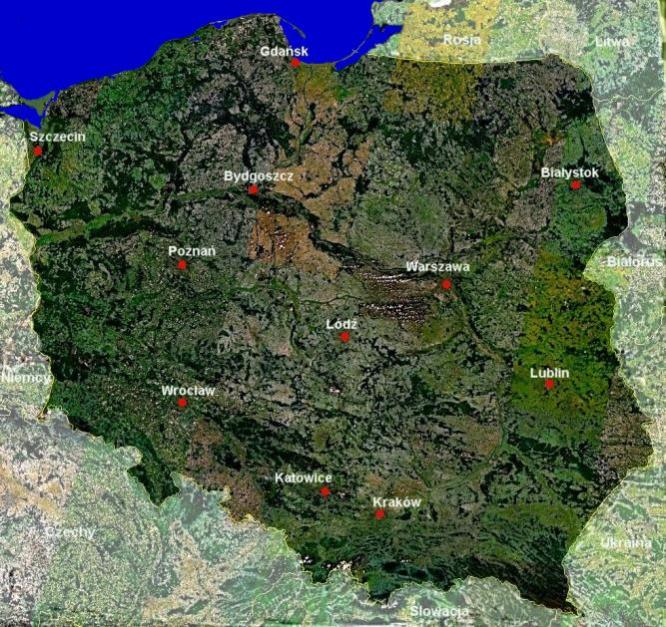 Rosja
Litwa
Gdańsk
Szczecin
Bydgoszcz
Białystok
Poznań
Warszawa
Białoruś
Łódź
Niemcy
Lublin
Wrocław
Katowice
Kraków
Czechy
Ukraina
Słowacja